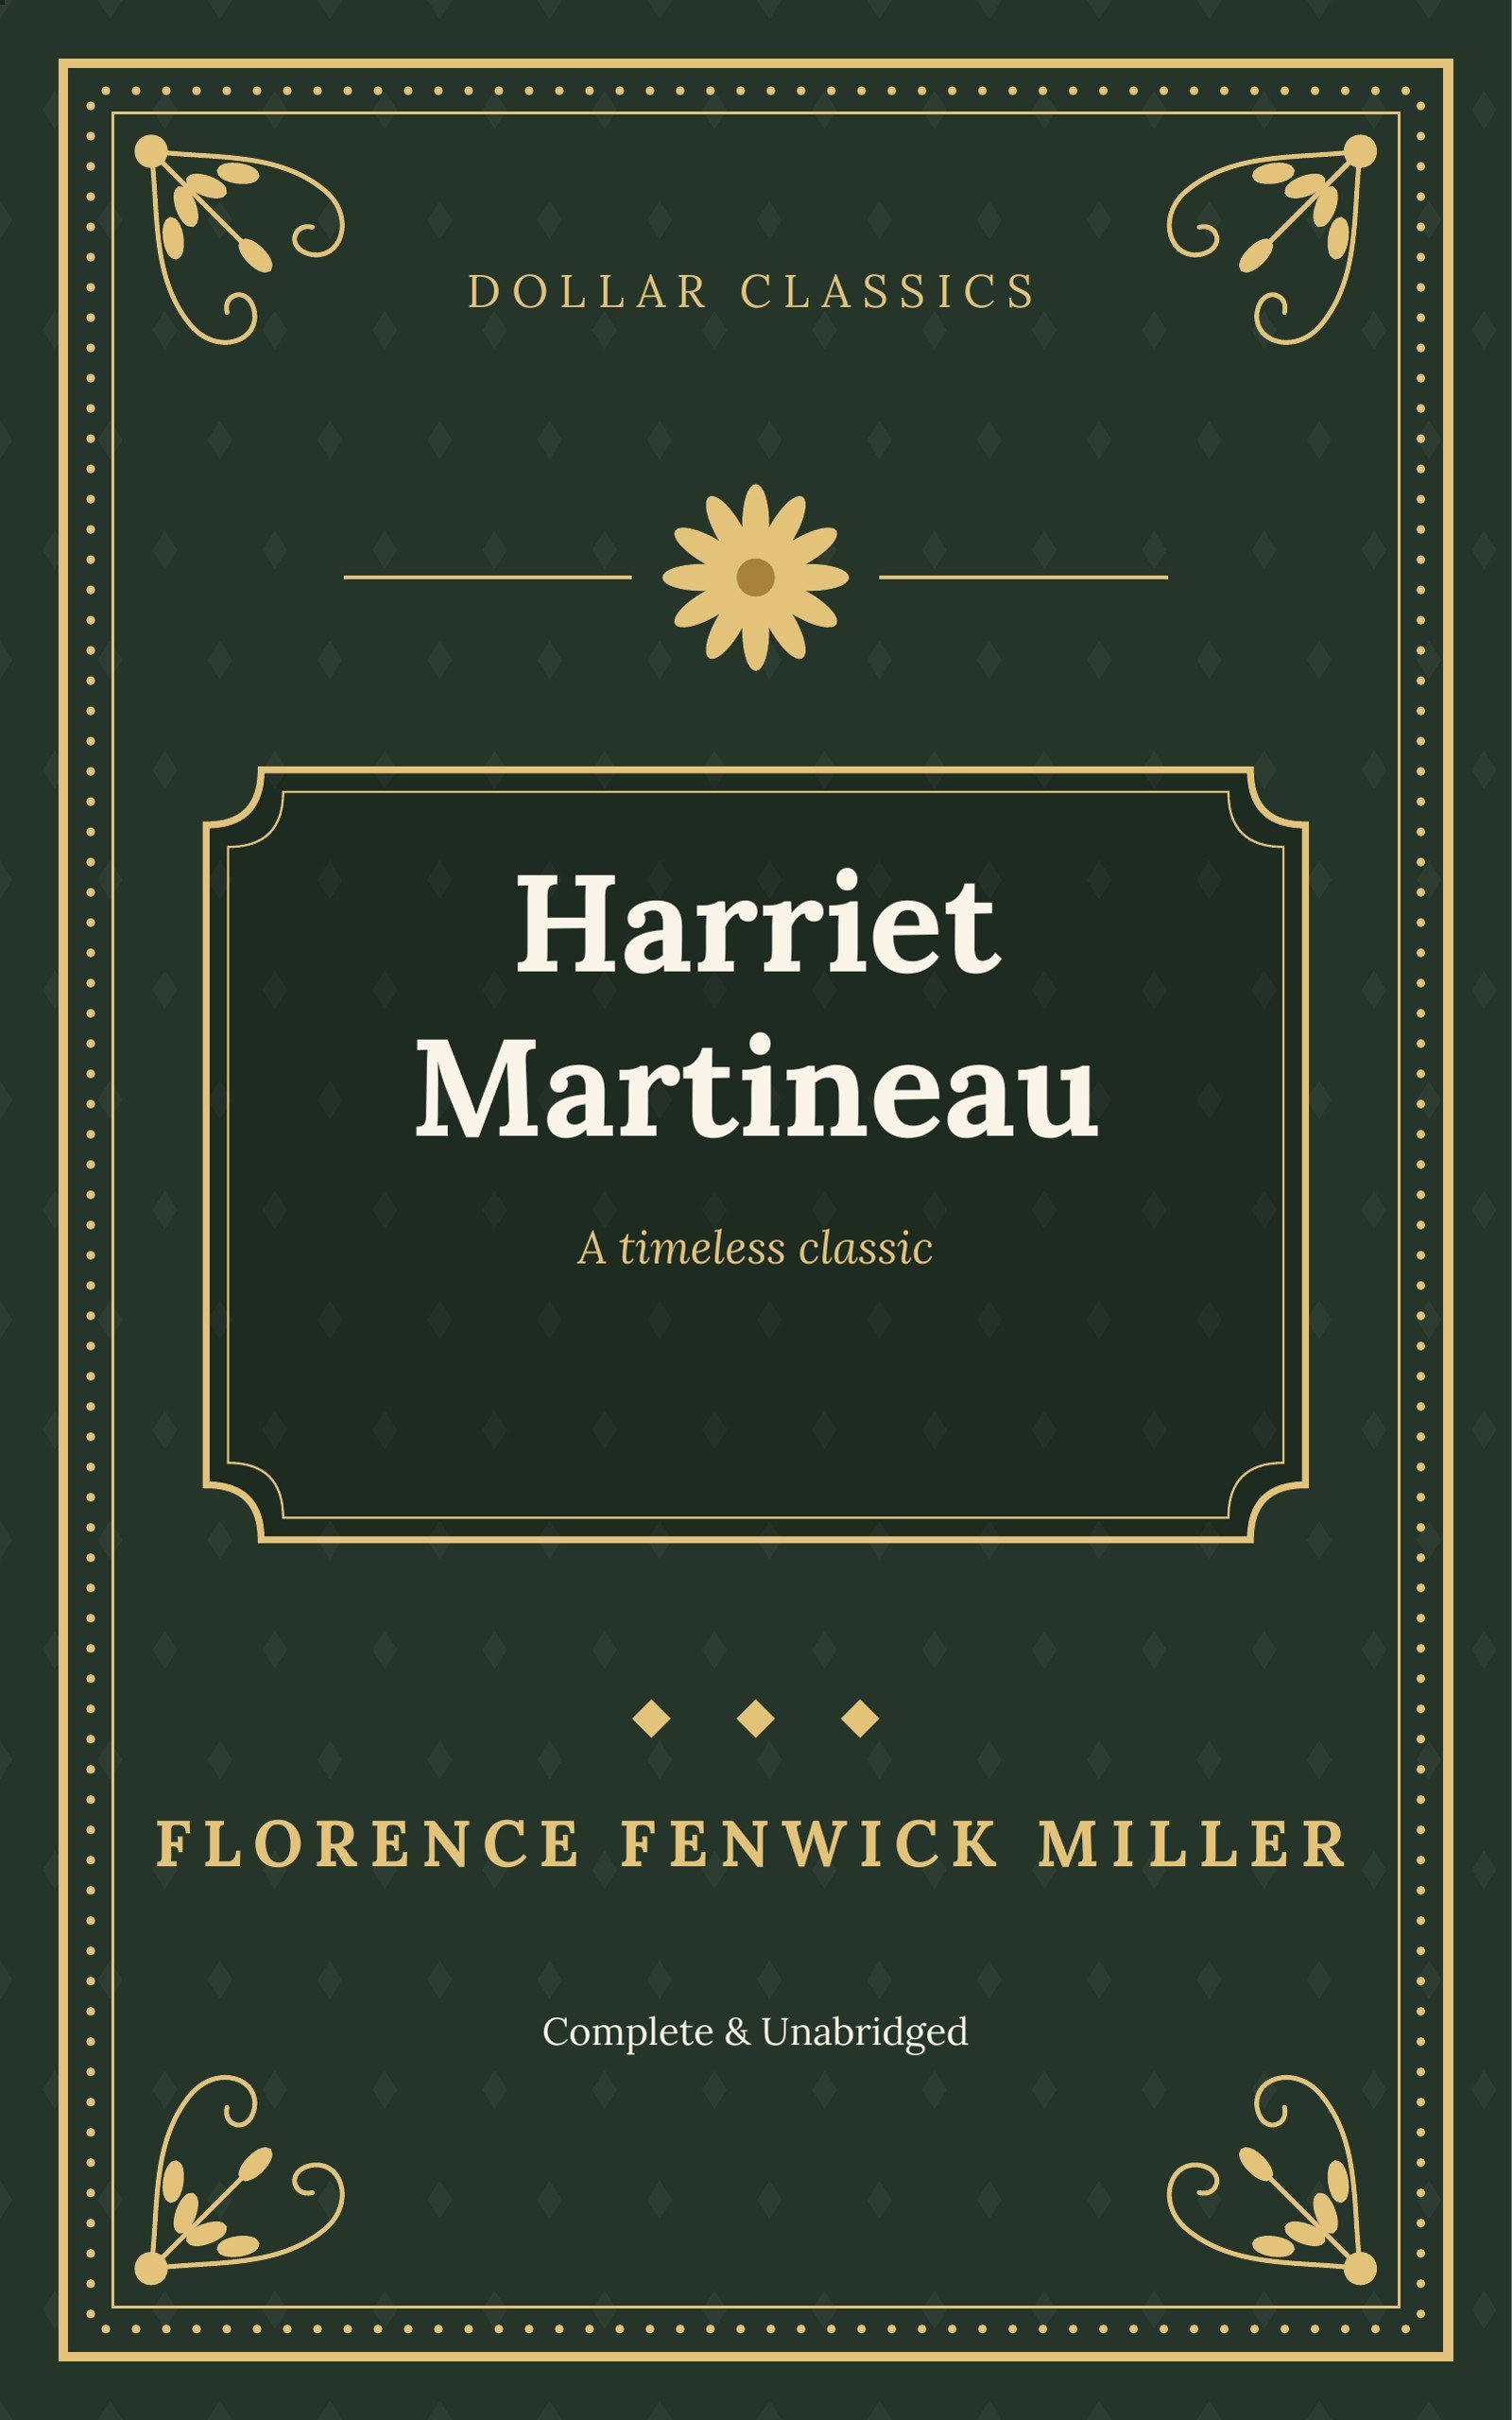 DOLLAR CLASSICS
Harriet
Martineau
A timeless classic
FLORENCE FENWICK MILLER
Complete & Unabridged